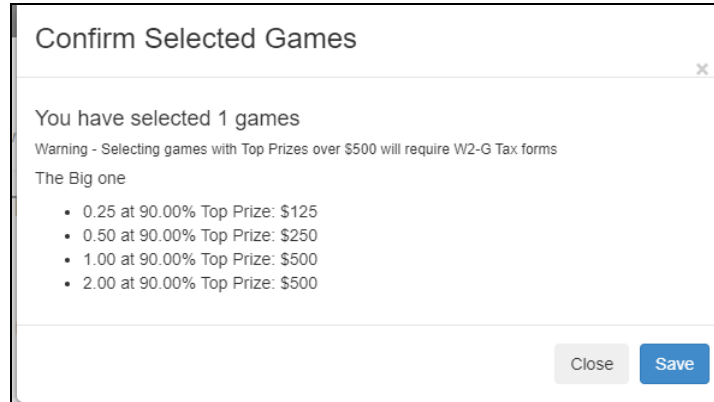 Confirm Selected Games
×
You have selected 1 games
Warning - Selecting games with Top Prizes over $500 will require W2-G Tax forms
The Big one
• 0.25 at 90.00% Top Prize: $125
• 0.50 at 90.00% Top Prize: $250
• 1.00 at 90.00% Top Prize: $500
• 2.00 at 90.00% Top Prize: $500
Close Save